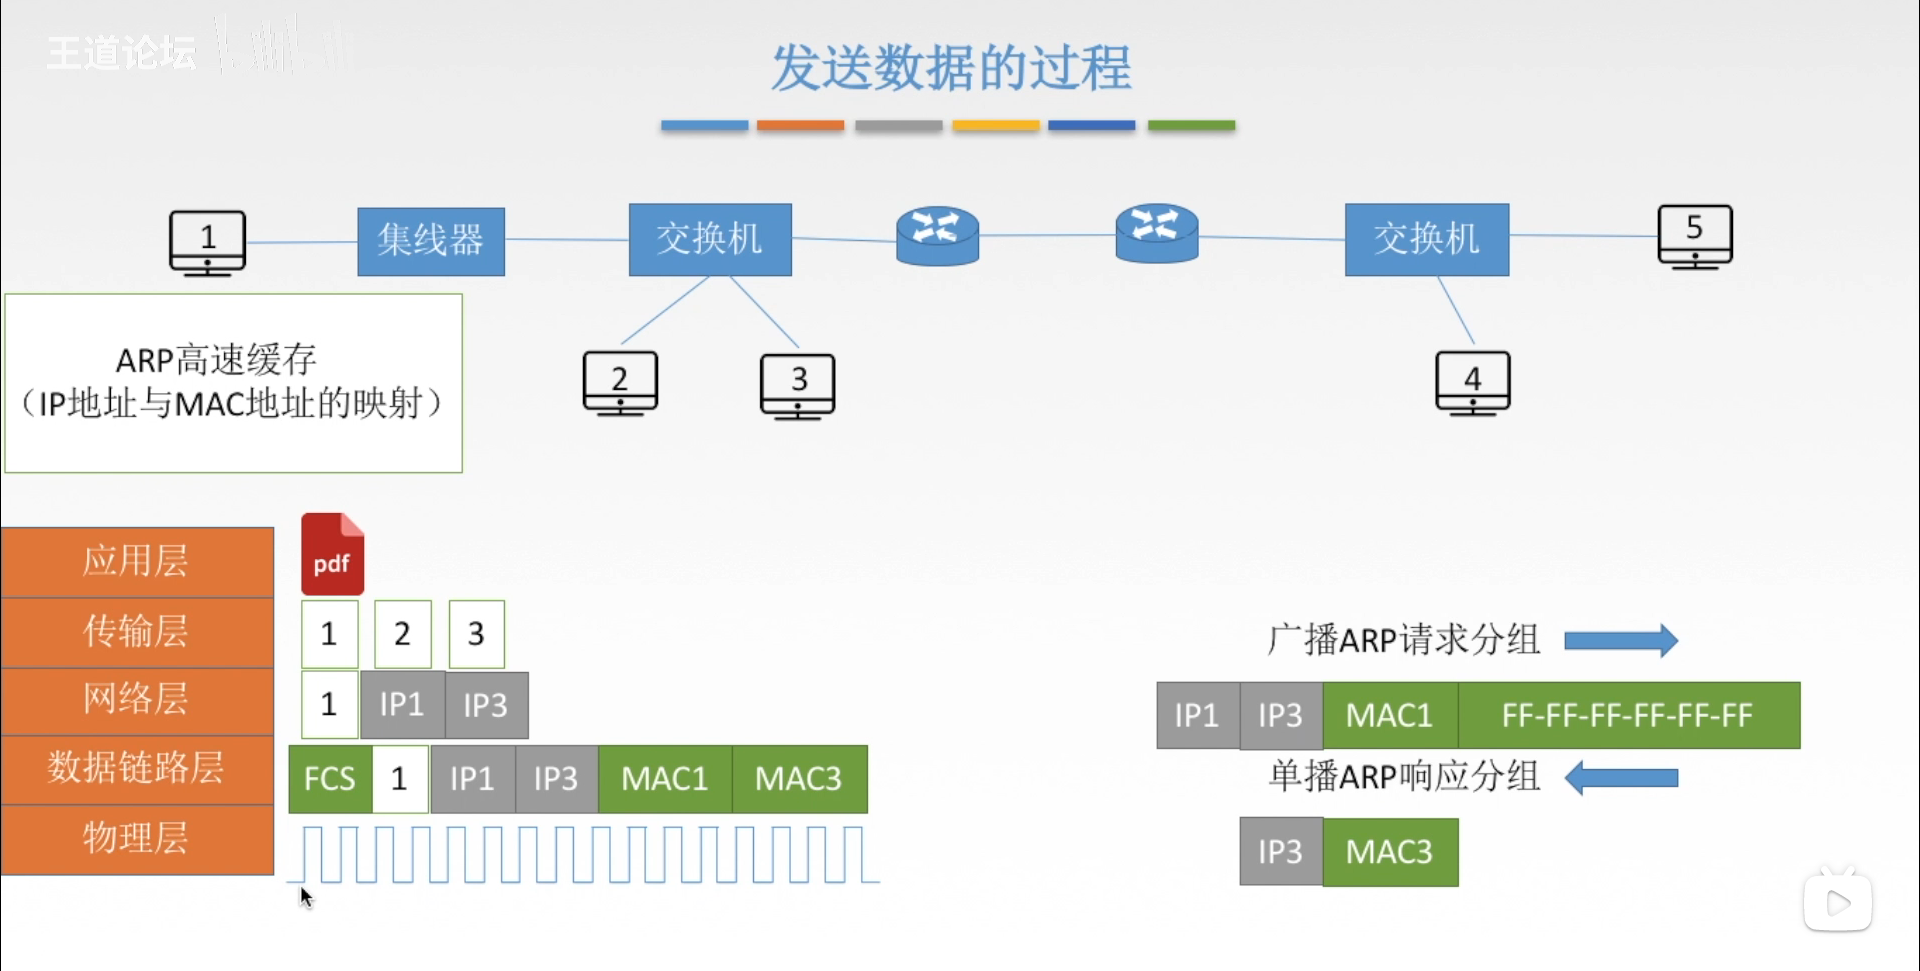 王道论坛
发送数据的过程
1
集线器
交换机
交换机
5
2
3
4
ARP高速缓存
（IP地址与MAC地址的映射）
应用层
pdf
传输层
1 2 3
网络层
1 IP1 IP3
数据链路层
FCS 1 IP1 IP3 MAC1 MAC3
物理层
广播ARP请求分组
IP1 IP3 MAC1 FF-FF-FF-FF-FF-FF
单播ARP响应分组
IP3 MAC3